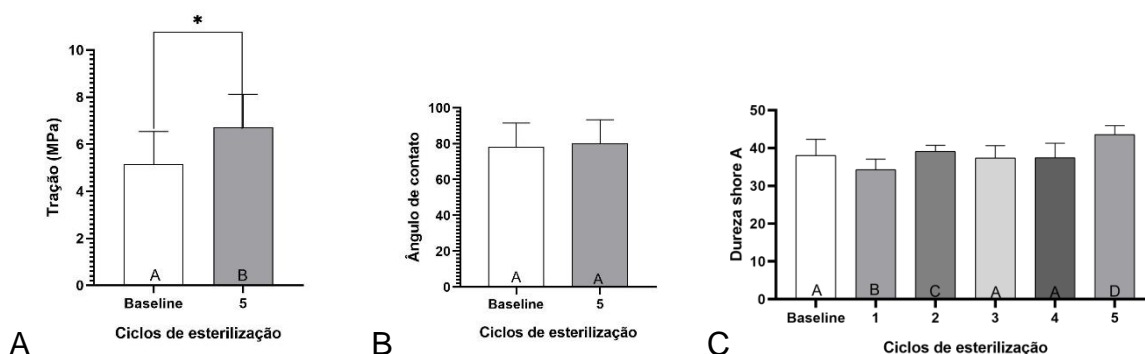 *
Tração (MPa)
10
8
6
4
2
0
A
B
Baseline
5
Ciclos de esterilização
A
Ângulo de contato
100
80
60
40
20
0
A
A
Baseline
5
Ciclos de esterilização
B
Dureza shore A
50
40
30
20
10
0
A
B
C
A
A
D
Baseline
1
2
3
4
5
Ciclos de esterilização
C